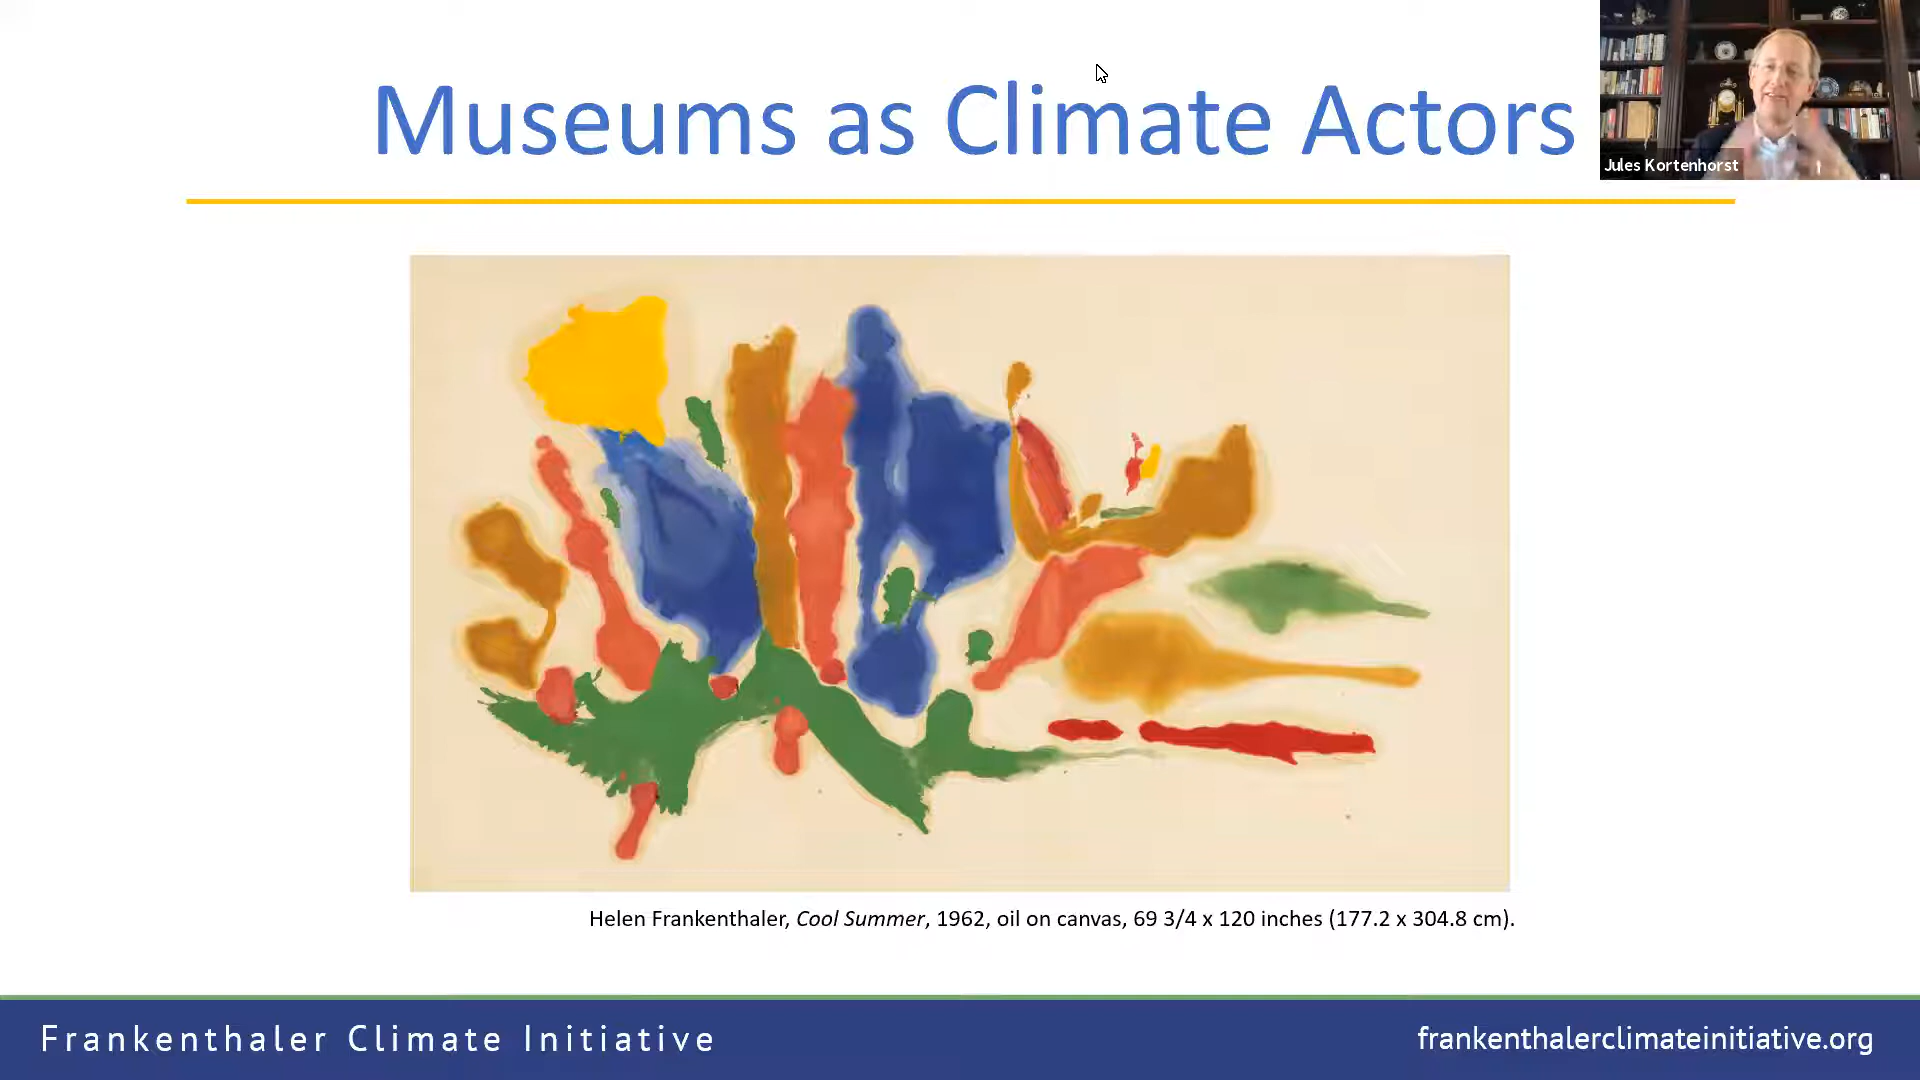 Museums as Climate Actors
Jules Kortenhorst
Helen Frankenthaler, Cool Summer, 1962, oil on canvas, 69 3/4 x 120 inches (177.2 x 304.8 cm).
Frankenthaler Climate Initiative
frankenthalerclimateinitiative.org